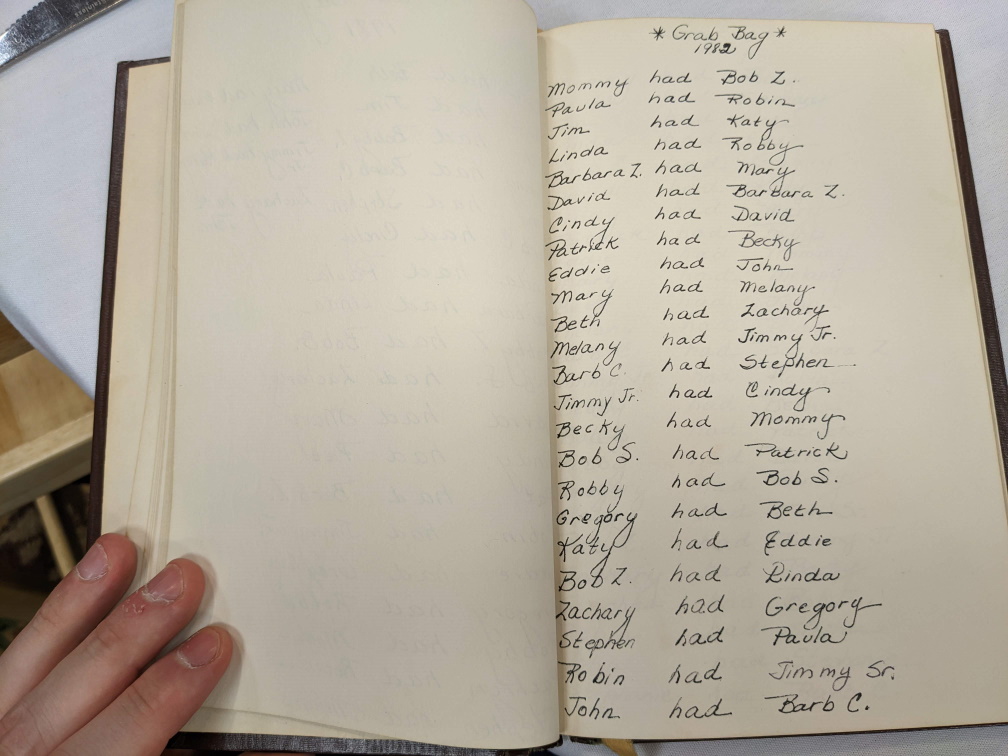 * Grab Bag *
1982
Mommy had Bob Z.
Paula had Robin
Jim had Katy
Linda had Robby
Barbara Z. had Mary
David had Barbara Z.
Cindy had David
Patrick had Becky
Eddie had John
Mary had Melany
Beth had Zachary
Melany had Jimmy Jr.
Barb C. had Stephen
Jimmy Jr. had Cindy
Becky had Mommy
Bob S. had Patrick
Robby had Bob S.
Gregory had Beth
Katy had Eddie
Bob Z. had Linda
Zachary had Gregory
Stephen had Paula
Robin had Jimmy Sr.
John had Barb C.